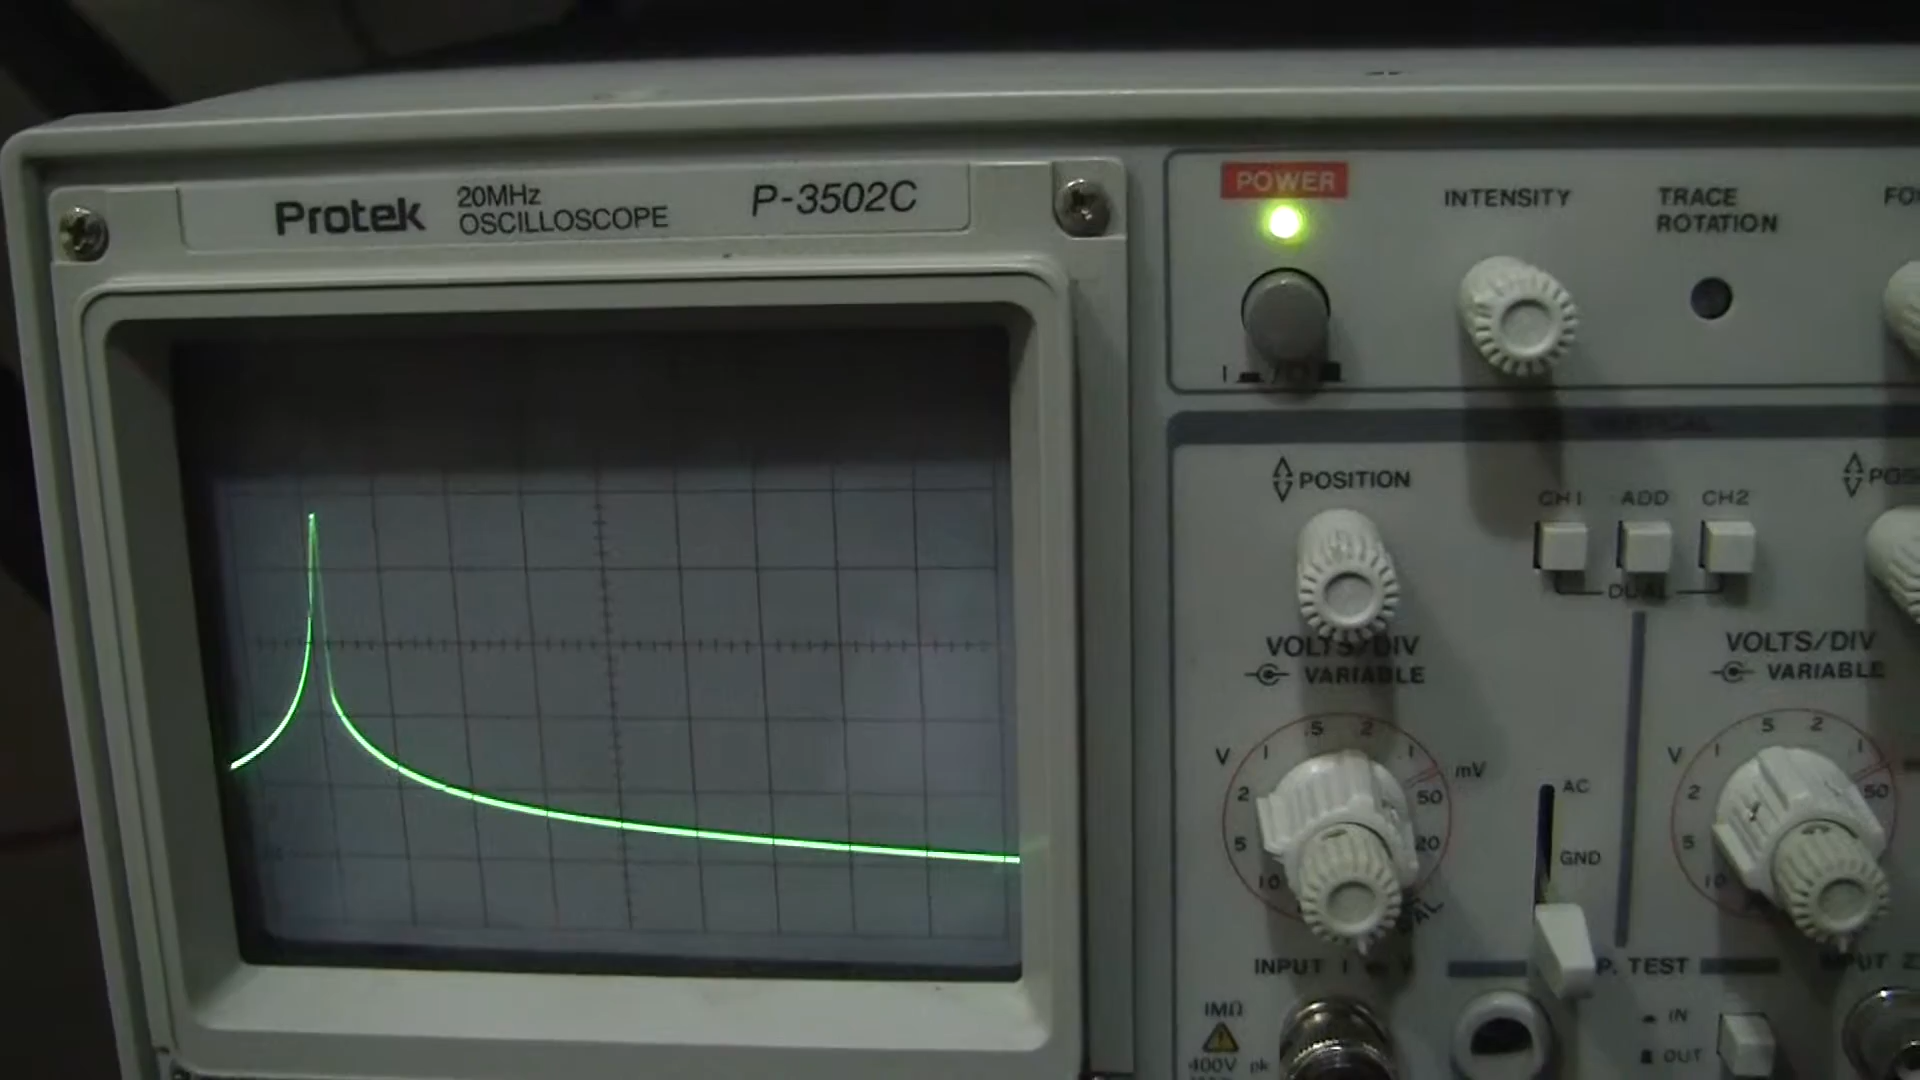 Protek
20MHz
OSCILLOSCOPE
P-3502C
POWER
INTENSITY
TRACE
ROTATION
POSITION
CH1 ADD CH2
DUAL
VOLTS/DIV
VARIABLE
V 1 .5 .2 .1 mV
2 50
5 20
10
AC
GND
VOLTS/DIV
VARIABLE
V 1 .5 .2 .1
2 50
5
10
INPUT 1
P. TEST
IN
OUT
1MΩ
400V pk